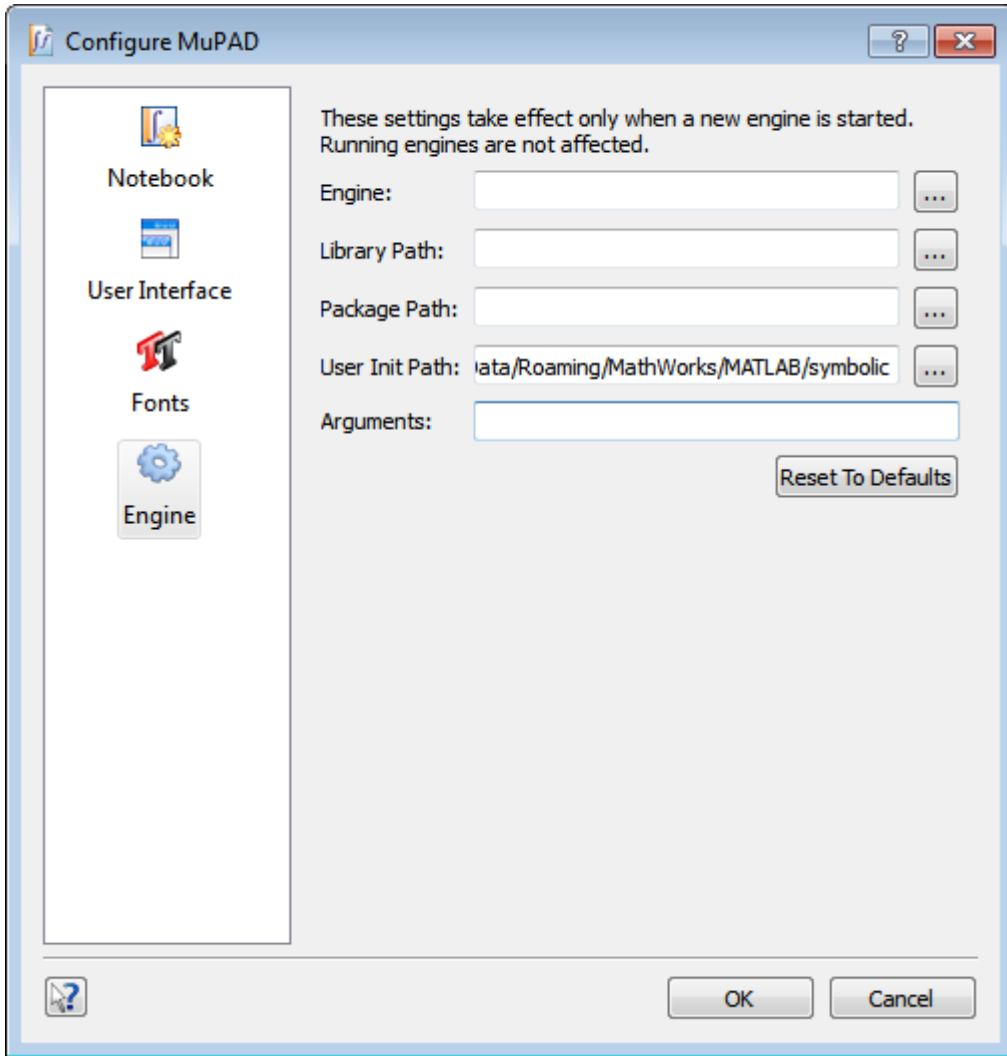 Configure MuPAD
Notebook
User Interface
Fonts
Engine
These settings take effect only when a new engine is started.
Running engines are not affected.
Engine: ...
Library Path: ...
Package Path: ...
User Init Path: ata/Roaming/MathWorks/MATLAB/symbolic ...
Arguments:
Reset To Defaults
OK Cancel